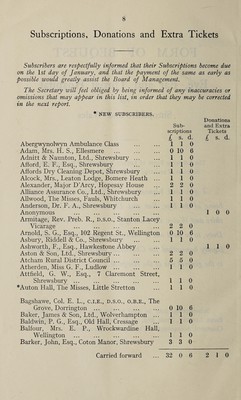 8
Subscriptions, Donations and Extra Tickets
Subscribers are respectfully informed that their Subscriptions become due
on the 1st day of January, and that the payment of the same as early as
possible would greatly assist the Board of Management.
The Secretary will feel obliged by being informed of any inaccuracies or
omissions that may appear in this list, in order that they may be corrected
in the next report.
* NEW SUBSCRIBERS.
Donations
Sub- and Extra
scriptions Tickets
£ s. d. £ s. d.
Abergwynolwyn Ambulance Class ... ... 1 1 0
Adam, Mrs. H. S., Ellesmere ... ... 0 10 6
Adnitt & Naunton, Ltd., Shrewsbury ... ... 1 1 0
Afford, E. F., Esq., Shrewsbury ... ... 1 1 0
Affords Dry Cleaning Depot, Shrewsbury ... 1 1 0
Alcock, Mrs., Leaton Lodge, Bomere Heath ... 1 1 0
Alexander, Major D'Arcy, Hopesay House ... 2 2 0
Alliance Assurance Co., Ltd., Shrewsbury ... 1 1 0
Allwood, The Misses, Fauls, Whitchurch ... 1 1 0
Anderson, Dr. F. A., Shrewsbury ... ... 1 1 0
Anonymous ... ... ... ... 1 0 0
Armitage, Rev. Preb. R., D.S.O., Stanton Lacey
Vicarage ... ... ... ... 2 2 0
Arnold, S. G., Esq., 102 Regent St., Wellington 0 10 6
Asbury, Riddell & Co., Shrewsbury ... ... 1 1 0
Ashworth, F., Esq., Hawkestone Abbey ... 1 1 0
Aston & Son, Ltd., Shrewsbury ... ... ... 2 2 0
Atcham Rural District Council ... ... ... 5 5 0
Atherden, Miss G. F., Ludlow ... ... ... 1 1 0
Attfield, G. W., Esq., 7 Claremont Street,
Shrewsbury ... ... ... ... 1 1 0
*Auton Hall, The Misses, Little Stretton ... 1 1 0
Bagshawe, Col. E. L., C.I.E., D.S.O., O.B.E., The
Grove, Dorrington ... ... ... 0 10 6
Baker, James & Son, Ltd., Wolverhampton ... 1 1 0
Baldwin, P. G., Esq., Old Hall, Cressage ... 1 1 0
Balfour, Mrs. E. P., Wrockwardine Hall,
Wellington ... ... ... ... 1 1 0
Barker, John, Esq., Coton Manor, Shrewsbury 3 3 0
Carried forward ... 32 0 6 2 1 0